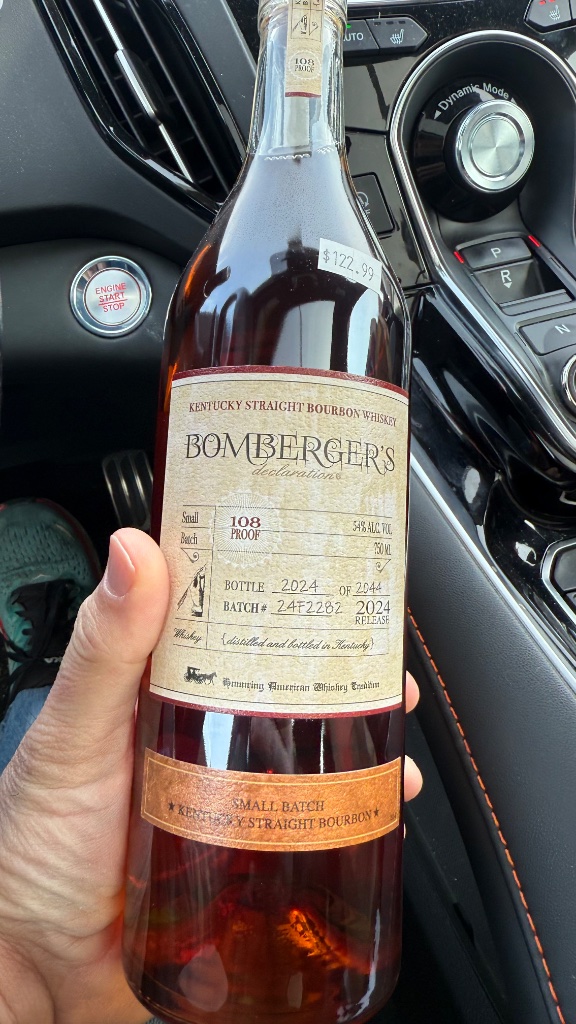 108
PROOF
AUTO
Dynamic Mode
$122.99
P
R
N
ENGINE
START
STOP
KENTUCKY STRAIGHT BOURBON WHISKEY
BOMBERGER'S
declaration
Small
Batch
108
PROOF
54% ALC. VOL.
750 ML
BOTTLE 2024 OF 2044
BATCH # 24F2282 2024
RELEASE
Whiskey
{distilled and bottled in Kentucky}
Honoring American Whiskey Tradition
SMALL BATCH
★ KENTUCKY STRAIGHT BOURBON ★